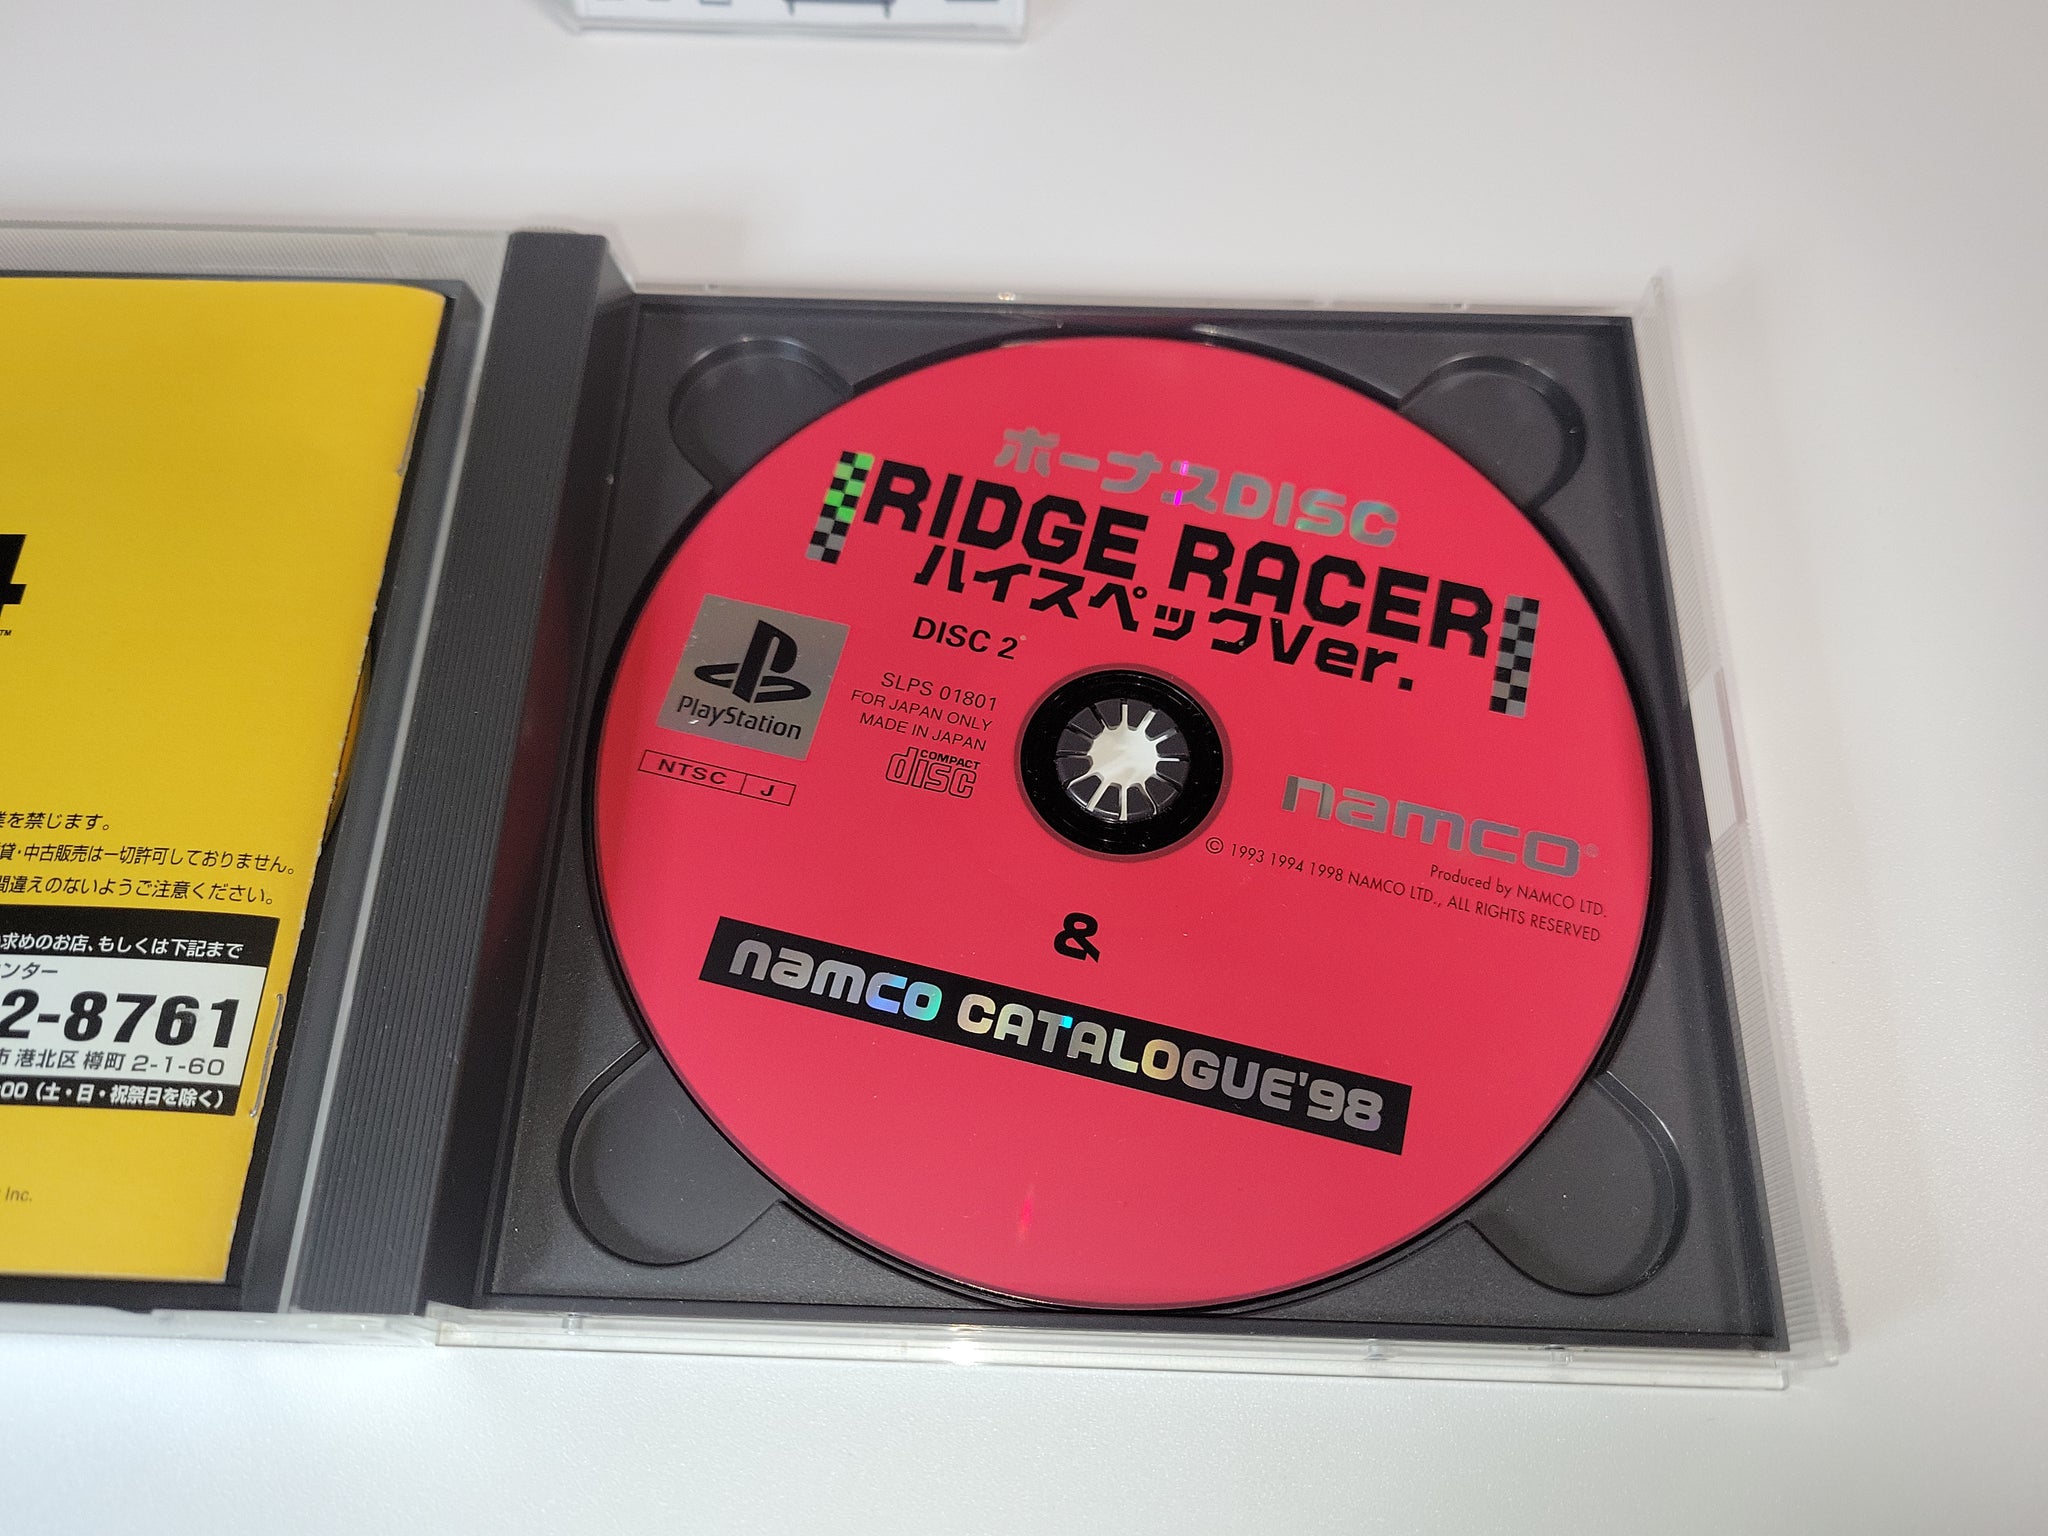 4
™
を禁じます。
貸・中古販売は一切許可しておりません。
間違えのないようご注意ください。
求めのお店、もしくは下記まで
ンター
2-8761
市 港北区 樽町 2-1-60
:00 (土・日・祝祭日を除く)
Inc.
ボーナスDISC
RIDGE RACER
ハイスペックVer.
DISC 2
PlayStation
SLPS 01801
FOR JAPAN ONLY
MADE IN JAPAN
COMPACT
disc
NTSC J
namco®
Produced by NAMCO LTD.
© 1993 1994 1998 NAMCO LTD., ALL RIGHTS RESERVED
&
namco CATALOGUE'98